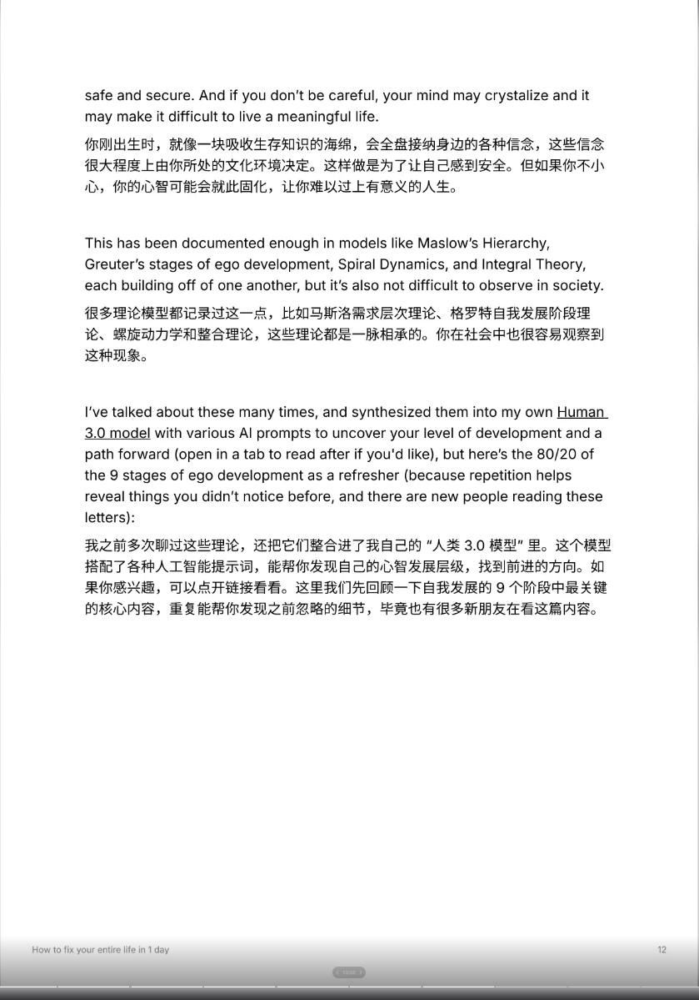 safe and secure. And if you don’t be careful, your mind may crystalize and it
may make it difficult to live a meaningful life.
你刚出生时，就像一块吸收生存知识的海绵，会全盘接纳身边的各种信念，这些信念
很大程度上由你所处的文化环境决定。这样做是为了让自己感到安全。但如果你不小
心，你的心智可能会就此固化，让你难以过上有意义的人生。
This has been documented enough in models like Maslow’s Hierarchy,
Greuter’s stages of ego development, Spiral Dynamics, and Integral Theory,
each building off of one another, but it’s also not difficult to observe in society.
很多理论模型都记录过这一点，比如马斯洛需求层次理论、格罗特自我发展阶段理
论、螺旋动力学和整合理论，这些理论都是一脉相承的。你在社会中也很容易观察到
这种现象。
I’ve talked about these many times, and synthesized them into my own Human
3.0 model with various AI prompts to uncover your level of development and a
path forward (open in a tab to read after if you'd like), but here’s the 80/20 of
the 9 stages of ego development as a refresher (because repetition helps
reveal things you didn’t notice before, and there are new people reading these
letters):
我之前多次聊过这些理论，还把它们整合进了我自己的 “人类 3.0 模型” 里。这个模型
搭配了各种人工智能提示词，能帮你发现自己的心智发展层级，找到前进的方向。如
果你感兴趣，可以点开链接看看。这里我们先回顾一下自我发展的 9 个阶段中最关键
的核心内容，重复能帮你发现之前忽略的细节，毕竟也有很多新朋友在看这篇内容。
How to fix your entire life in 1 day
12